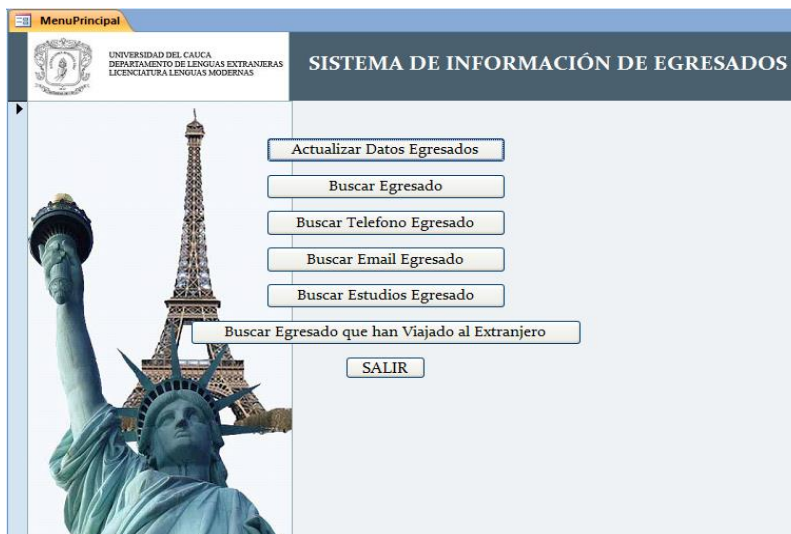 MenuPrincipal
UNIVERSIDAD DEL CAUCA
DEPARTAMENTO DE LENGUAS EXTRANJERAS
LICENCIATURA LENGUAS MODERNAS
SISTEMA DE INFORMACIÓN DE EGRESADOS
Actualizar Datos Egresados
Buscar Egresado
Buscar Telefono Egresado
Buscar Email Egresado
Buscar Estudios Egresado
Buscar Egresado que han Viajado al Extranjero
SALIR